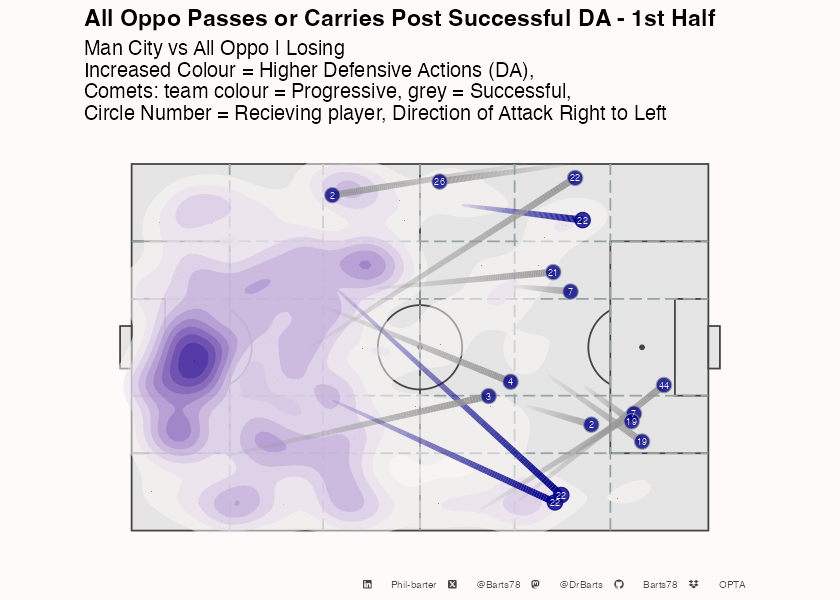 All Oppo Passes or Carries Post Successful DA - 1st Half
Man City vs All Oppo | Losing
Increased Colour = Higher Defensive Actions (DA),
Comets: team colour = Progressive, grey = Successful,
Circle Number = Recieving player, Direction of Attack Right to Left
2
26
22
22
21
7
4
3
44
7
19
2
19
22
22
Phil-barter @Barts78 @DrBarts Barts78 OPTA